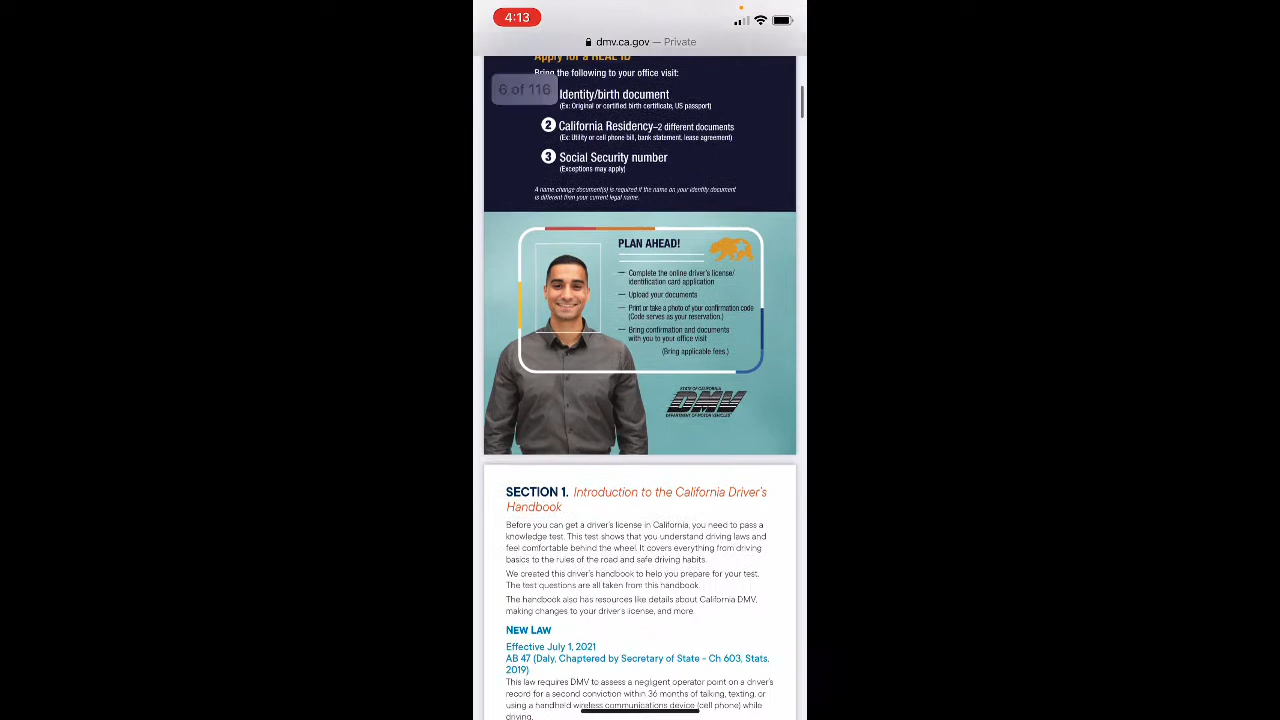 4:13
dmv.ca.gov — Private
Apply for a REAL ID
Bring the following to your office visit:
6 of 116
Identity/birth document
(Ex: Original or certified birth certificate, US passport)
2 California Residency–2 different documents
(Ex: Utility or cell phone bill, bank statement, lease agreement)
3 Social Security number
(Exceptions may apply)
A name change document(s) is required if the name on your identity document
is different than your current legal name.
PLAN AHEAD!
— Complete the online driver's license/
identification card application
— Upload your documents
— Print or take a photo of your confirmation code
(Code serves as your reservation.)
— Bring confirmation and documents
with you to your office visit
(Bring applicable fees.)
STATE OF CALIFORNIA
DMV
DEPARTMENT OF MOTOR VEHICLES
SECTION 1. Introduction to the California Driver's
Handbook
Before you can get a driver's license in California, you need to pass a
knowledge test. This test shows that you understand driving laws and
feel comfortable behind the wheel. It covers everything from driving
basics to the rules of the road and safe driving habits.
We created this driver's handbook to help you prepare for your test.
The test questions are all taken from this handbook.
The handbook also has resources like details about California DMV,
making changes to your driver's license, and more.
NEW LAW
Effective July 1, 2021
AB 47 (Daly, Chaptered by Secretary of State - Ch 603, Stats.
2019)
This law requires DMV to assess a negligent operator point on a driver's
record for a second conviction within 36 months of talking, texting, or
using a handheld wireless communications device (cell phone) while
driving.